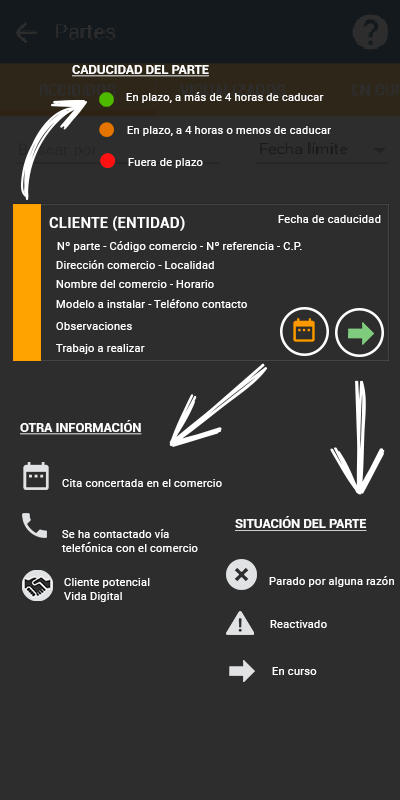 Partes
?
CADUCIDAD DEL PARTE
En plazo, a más de 4 horas de caducar
En plazo, a 4 horas o menos de caducar
Fecha límite
Fuera de plazo
CLIENTE (ENTIDAD)
Fecha de caducidad
Nº parte - Código comercio - Nº referencia - C.P.
Dirección comercio - Localidad
Nombre del comercio - Horario
Modelo a instalar - Teléfono contacto
Observaciones
Trabajo a realizar
OTRA INFORMACIÓN
Cita concertada en el comercio
Se ha contactado vía
telefónica con el comercio
Cliente potencial
Vida Digital
SITUACIÓN DEL PARTE
Parado por alguna razón
Reactivado
En curso